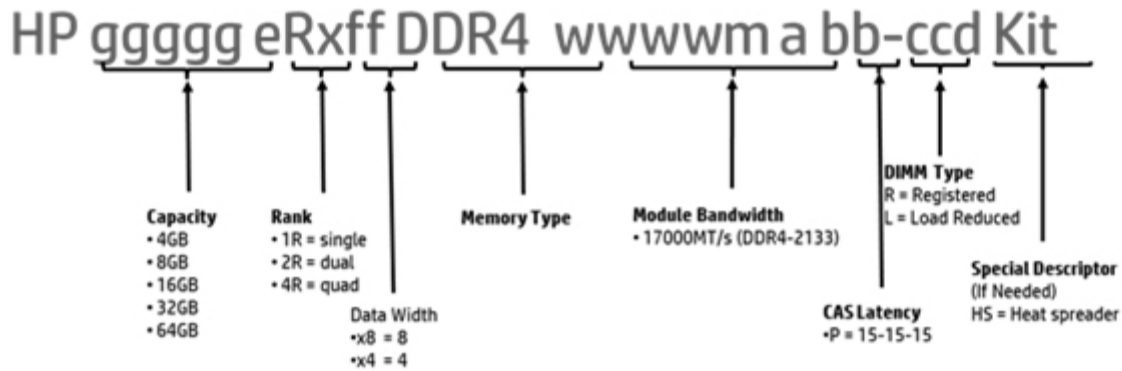 HP ggggg eRxff DDR4 wwwwm a bb-ccd Kit
Capacity
• 4GB
• 8GB
• 16GB
• 32GB
• 64GB
Rank
• 1R = single
• 2R = dual
• 4R = quad
Data Width
•x8 = 8
•x4 = 4
Memory Type
Module Bandwidth
• 17000MT/s (DDR4-2133)
CAS Latency
•P = 15-15-15
DIMM Type
R = Registered
L = Load Reduced
Special Descriptor
(If Needed)
HS = Heat spreader